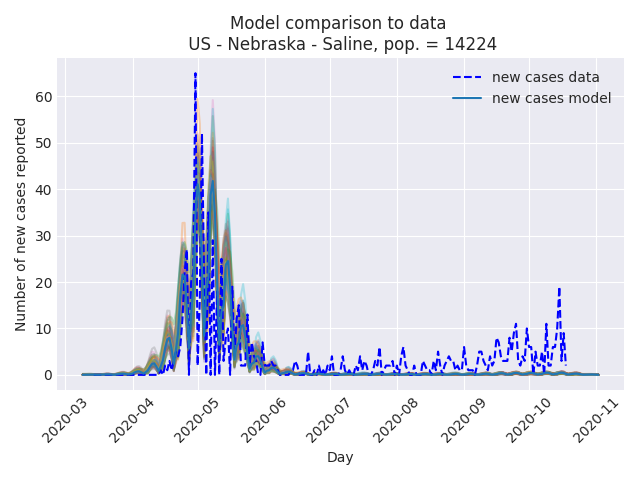 Model comparison to data
US - Nebraska - Saline, pop. = 14224
new cases data
new cases model
Number of new cases reported
60
50
40
30
20
10
0
2020-03
2020-04
2020-05
2020-06
2020-07
2020-08
2020-09
2020-10
2020-11
Day